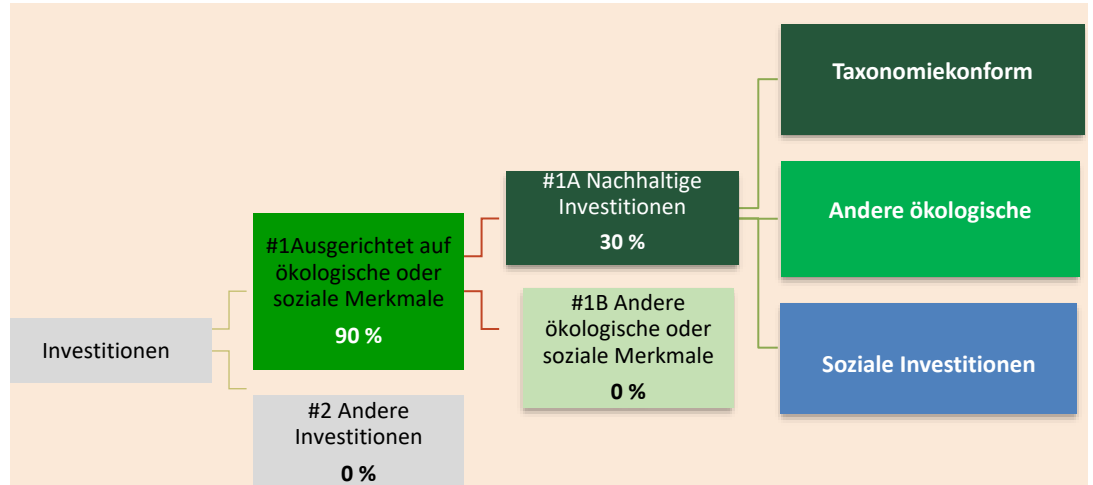 Investitionen
#1Ausgerichtet auf
ökologische oder
soziale Merkmale
90 %
#2 Andere
Investitionen
0 %
#1A Nachhaltige
Investitionen
30 %
#1B Andere
ökologische oder
soziale Merkmale
0 %
Taxonomiekonform
Andere ökologische
Soziale Investitionen